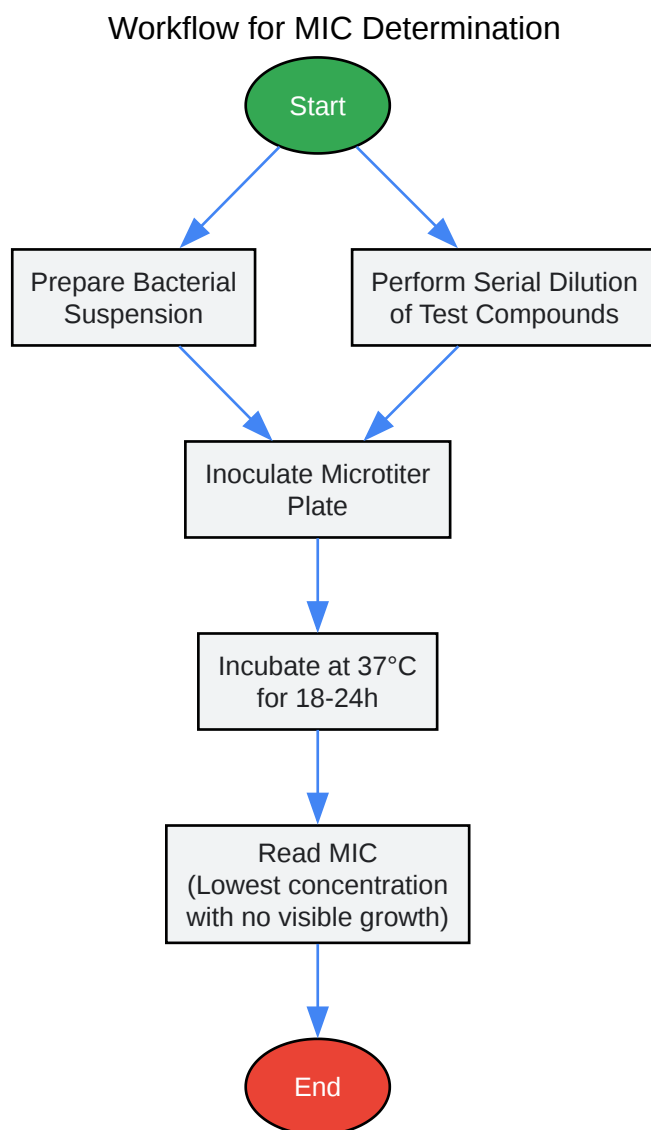 Workflow for MIC Determination
Start
Prepare Bacterial
Suspension
Perform Serial Dilution
of Test Compounds
Inoculate Microtiter
Plate
Incubate at 37°C
for 18-24h
Read MIC
(Lowest concentration
with no visible growth)
End